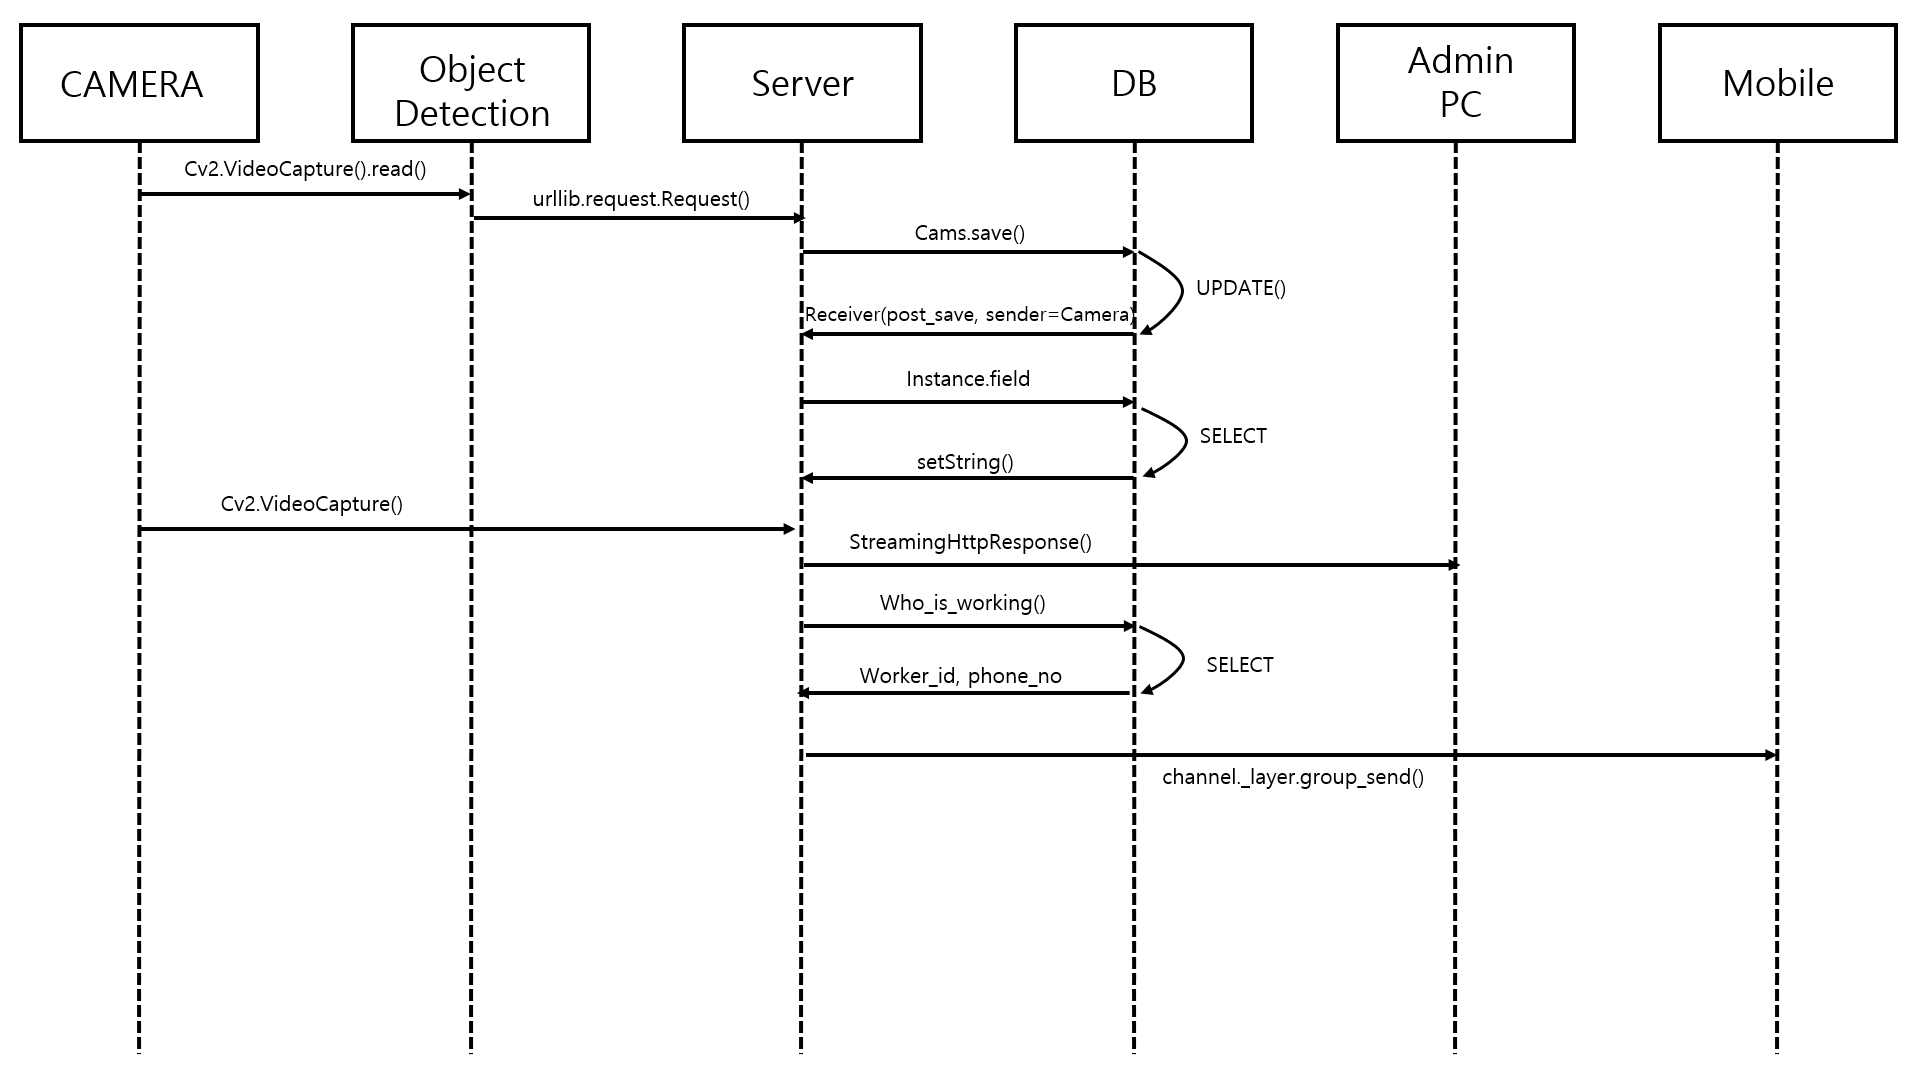 CAMERA
Object
Detection
Server
DB
Admin
PC
Mobile
Cv2.VideoCapture().read()
urllib.request.Request()
Cams.save()
UPDATE()
Receiver(post_save, sender=Camera)
Instance.field
SELECT
setString()
Cv2.VideoCapture()
StreamingHttpResponse()
Who_is_working()
SELECT
Worker_id, phone_no
channel._layer.group_send()